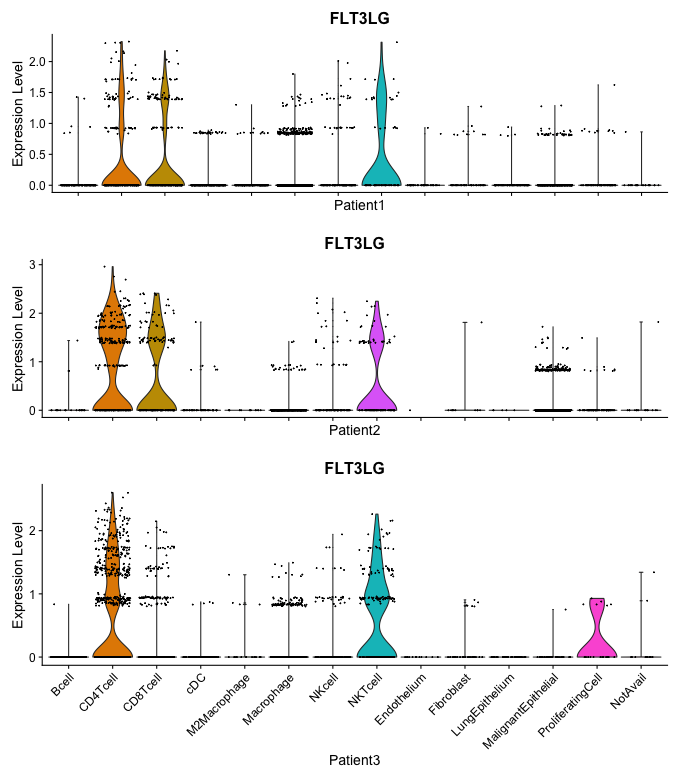 FLT3LG
Expression Level
2.0
1.5
1.0
0.5
0.0
Patient1
FLT3LG
Expression Level
3
2
1
0
Patient2
FLT3LG
Expression Level
2
1
0
Bcell
CD4Tcell
CD8Tcell
cDC
M2Macrophage
Macrophage
NKcell
NKTcell
Endothelium
Fibroblast
LungEpithelium
MalignantEpithelial
ProliferatingCell
NotAvail
Patient3